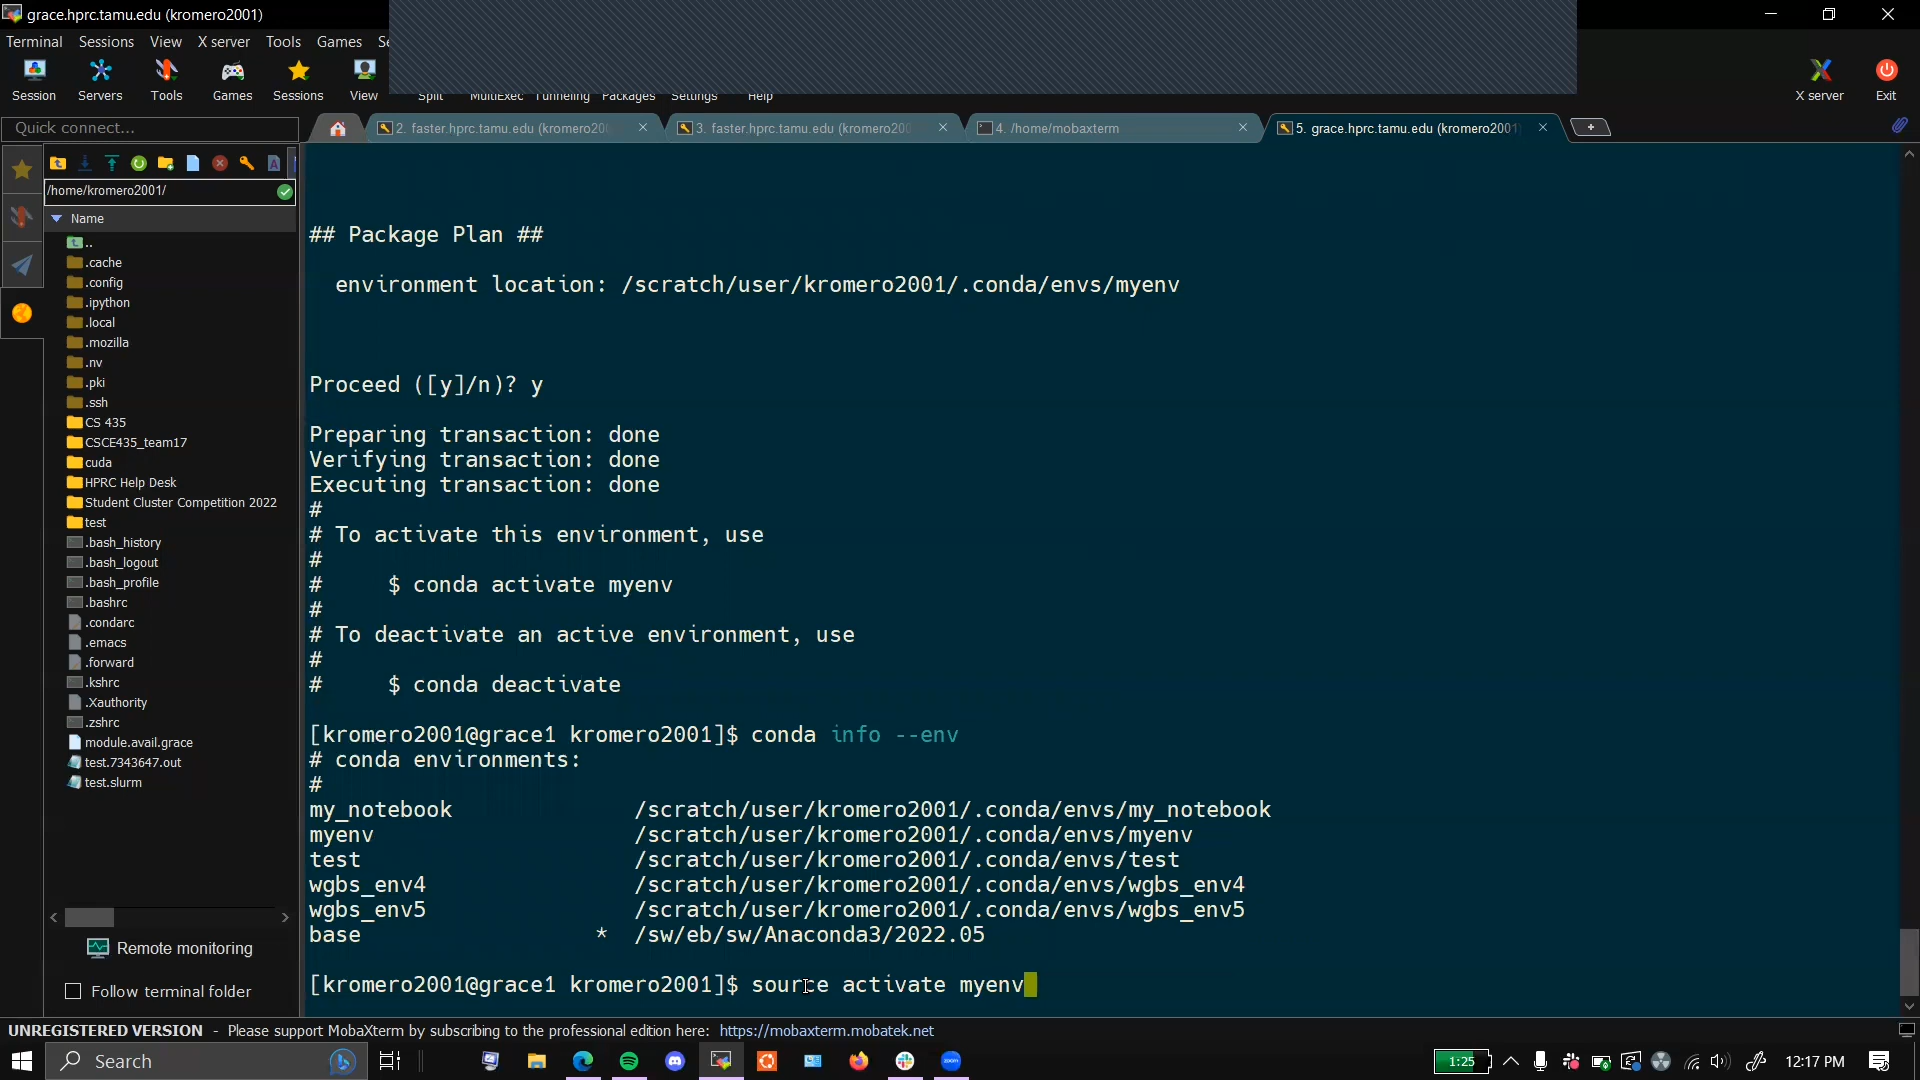 grace.hprc.tamu.edu (kromero2001)
Terminal Sessions View X server Tools Games
Session Servers Tools Games Sessions View Split MultiExec Tunneling Packages Settings Help X server Exit
Quick connect...
2. faster.hprc.tamu.edu (kromero20
3. faster.hprc.tamu.edu (kromero200
4. /home/mobaxterm
5. grace.hprc.tamu.edu (kromero2001)
/home/kromero2001/
Name
..
.cache
.config
.ipython
.local
.mozilla
.nv
.pki
.ssh
CS 435
CSCE435_team17
cuda
HPRC Help Desk
Student Cluster Competition 2022
test
.bash_history
.bash_logout
.bash_profile
.bashrc
.condarc
.emacs
.forward
.kshrc
.Xauthority
.zshrc
module.avail.grace
test.7343647.out
test.slurm
Remote monitoring
Follow terminal folder
## Package Plan ##
environment location: /scratch/user/kromero2001/.conda/envs/myenv
Proceed ([y]/n)? y
Preparing transaction: done
Verifying transaction: done
Executing transaction: done
#
# To activate this environment, use
#
# $ conda activate myenv
#
# To deactivate an active environment, use
#
# $ conda deactivate
[kromero2001@grace1 kromero2001]$ conda info --env
# conda environments:
#
my_notebook /scratch/user/kromero2001/.conda/envs/my_notebook
myenv /scratch/user/kromero2001/.conda/envs/myenv
test /scratch/user/kromero2001/.conda/envs/test
wgbs_env4 /scratch/user/kromero2001/.conda/envs/wgbs_env4
wgbs_env5 /scratch/user/kromero2001/.conda/envs/wgbs_env5
base * /sw/eb/sw/Anaconda3/2022.05
[kromero2001@grace1 kromero2001]$ source activate myenv
UNREGISTERED VERSION - Please support MobaXterm by subscribing to the professional edition here: https://mobaxterm.mobatek.net
Search
1:25
12:17 PM